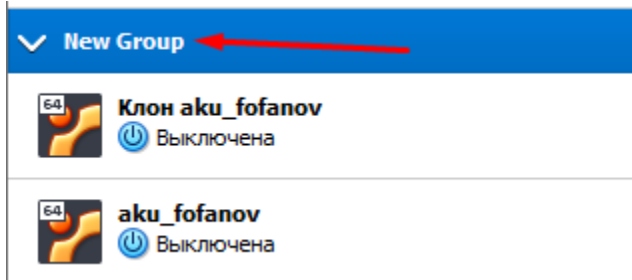 New Group
64
Клон aku_fofanov
Выключена
64
aku_fofanov
Выключена